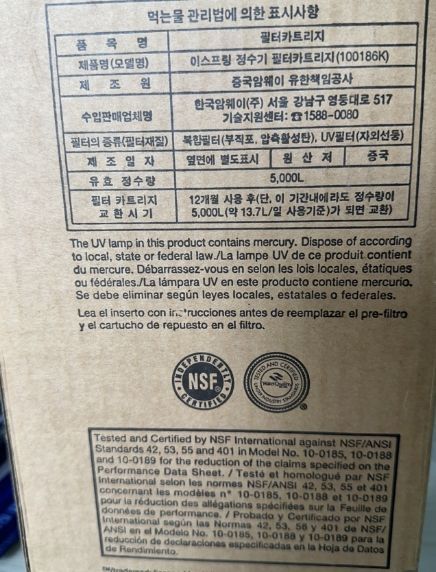 먹는물 관리법에 의한 표시사항
품 목 명 필터카트리지
제품명(모델명) 이스프링 정수기 필터카트리지(100186K)
제 조 원 중국암웨이 유한책임공사
수입판매업체명 한국암웨이(주) 서울 강남구 영동대로 517
기술지원센터: ☎1588-0080
필터의 종류(필터재질) 복합필터(부직포, 압축활성탄), UV필터(자외선등)
제 조 일 자 옆면에 별도표시 원 산 지 중국
유 효 정수량 5,000L
필터 카트리지 12개월 사용 후(단, 이 기간내에라도 정수량이
교 환 시 기 5,000L(약 13.7L/일 사용기준)가 되면 교환)
The UV lamp in this product contains mercury. Dispose of according
to local, state or federal law./La lampe UV de ce produit contient
du mercure. Débarrassez-vous en selon les lois locales, étatiques
ou fédérales./La lámpara UV en este producto contiene mercurio.
Se debe eliminar según leyes locales, estatales o federales.
Lea el inserto con in rucciones antes de reemplazar el pre-filtro
y el cartucho de repuesto en el filtro.
INDEPENDENTLY
NSF®
CERTIFIED
TESTED AND CERTIFIED
®
Tested and Certified by NSF International against NSF/ANSI
Standards 42, 53, 55 and 401 in Model No. 10-0185, 10-0188
and 10-0189 for the reduction of the claims specified on the
Performance Data Sheet. / Testé et homologué par NSF
International selon les normes NSF/ANSI 42, 53, 55 et 401
concernant les modèles n° 10-0185, 10-0188 et 10-0189
pour la réduction des allégations spécifiées sur la Feuille de
données de performance. / Probado y Certificado por NSF
International según las Normas 42, 53, 55 y 401 de NSF/
ANSI en el Modelo No. 10-0185, 10-0188 y 10-0189 para la
reducción de declaraciones especificadas en la Hoja de Datos
de Rendimiento.